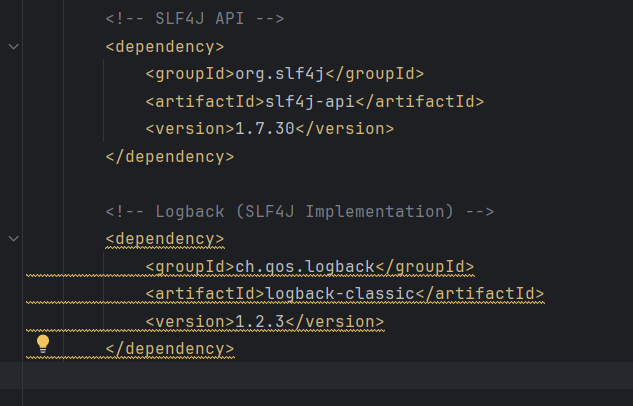 <!-- SLF4J API -->
<dependency>
<groupId>org.slf4j</groupId>
<artifactId>slf4j-api</artifactId>
<version>1.7.30</version>
</dependency>
<!-- Logback (SLF4J Implementation) -->
<dependency>
<groupId>ch.qos.logback</groupId>
<artifactId>logback-classic</artifactId>
<version>1.2.3</version>
</dependency>